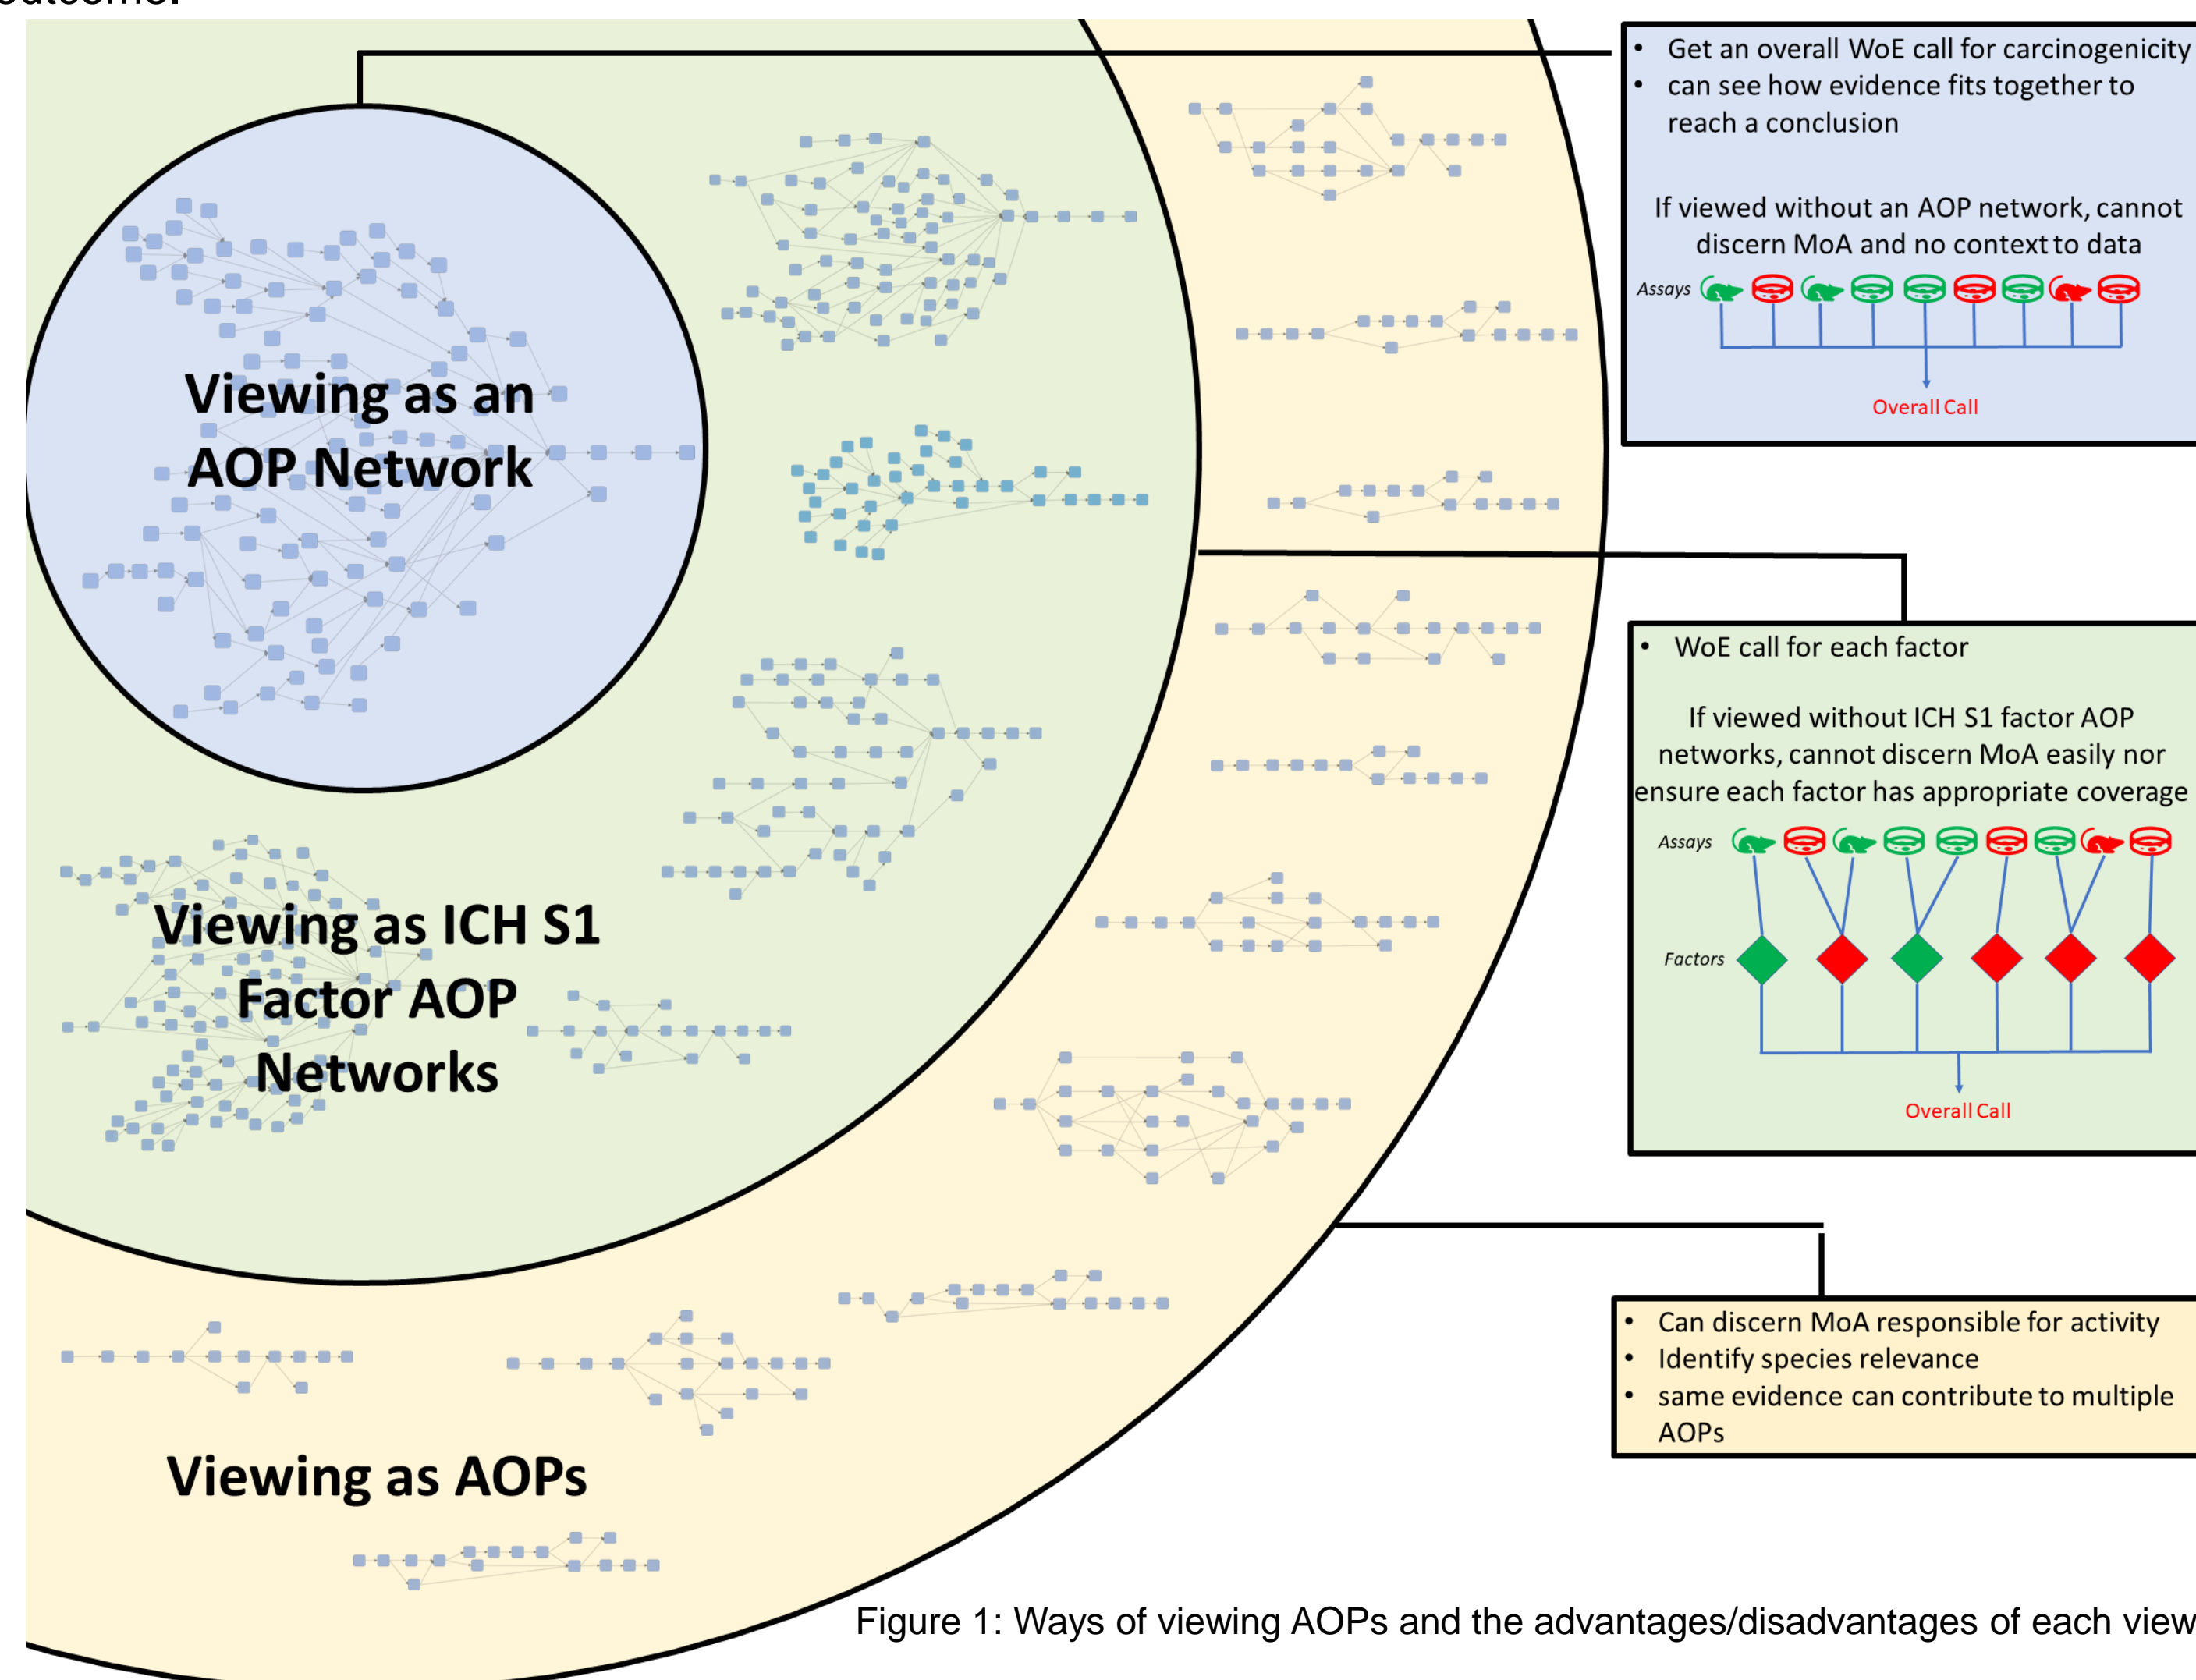 outcome.
Viewing as an
AOP Network
Viewing as ICH S1
Factor AOP
Networks
Viewing as AOPs
• Get an overall WoE call for carcinogenicity
• can see how evidence fits together to
reach a conclusion
If viewed without an AOP network, cannot
discern MoA and no context to data
Assays
Overall Call
• WoE call for each factor
If viewed without ICH S1 factor AOP
networks, cannot discern MoA easily nor
ensure each factor has appropriate coverage
Assays
Factors
Overall Call
• Can discern MoA responsible for activity
• Identify species relevance
• same evidence can contribute to multiple
AOPs
Figure 1: Ways of viewing AOPs and the advantages/disadvantages of each view